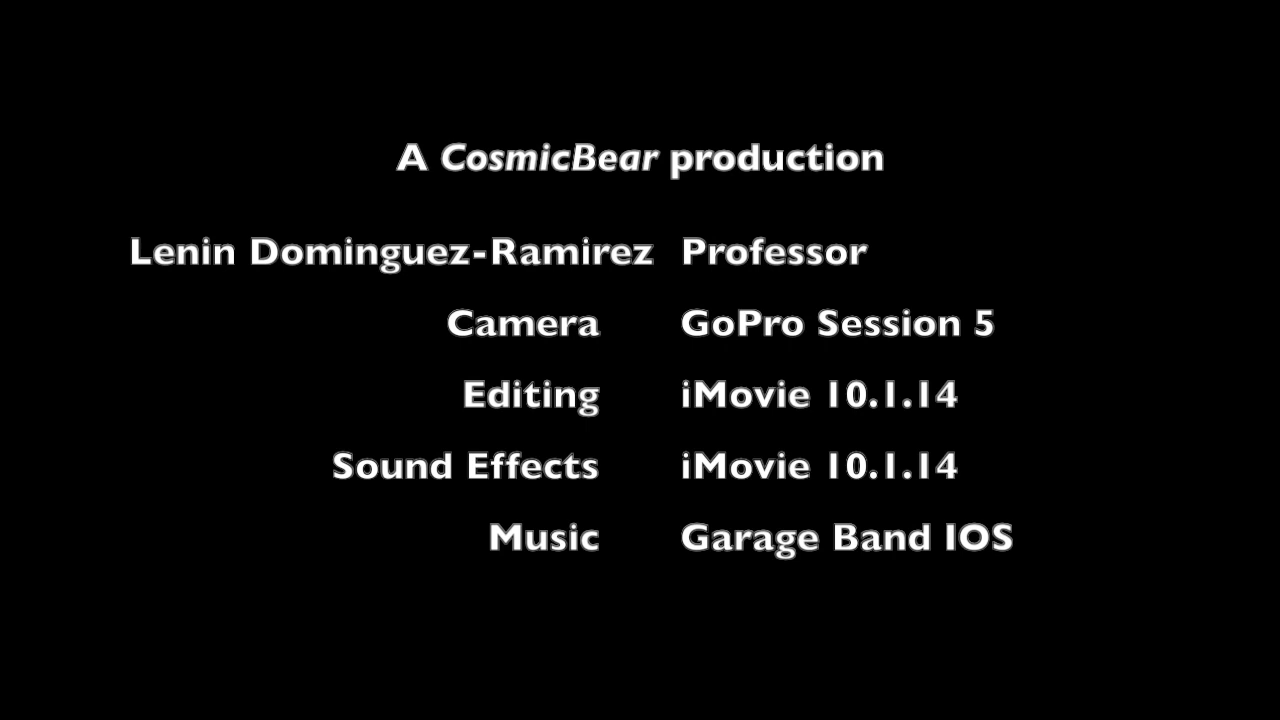 A CosmicBear production
Lenin Dominguez-Ramirez Professor
Camera GoPro Session 5
Editing iMovie 10.1.14
Sound Effects iMovie 10.1.14
Music Garage Band IOS